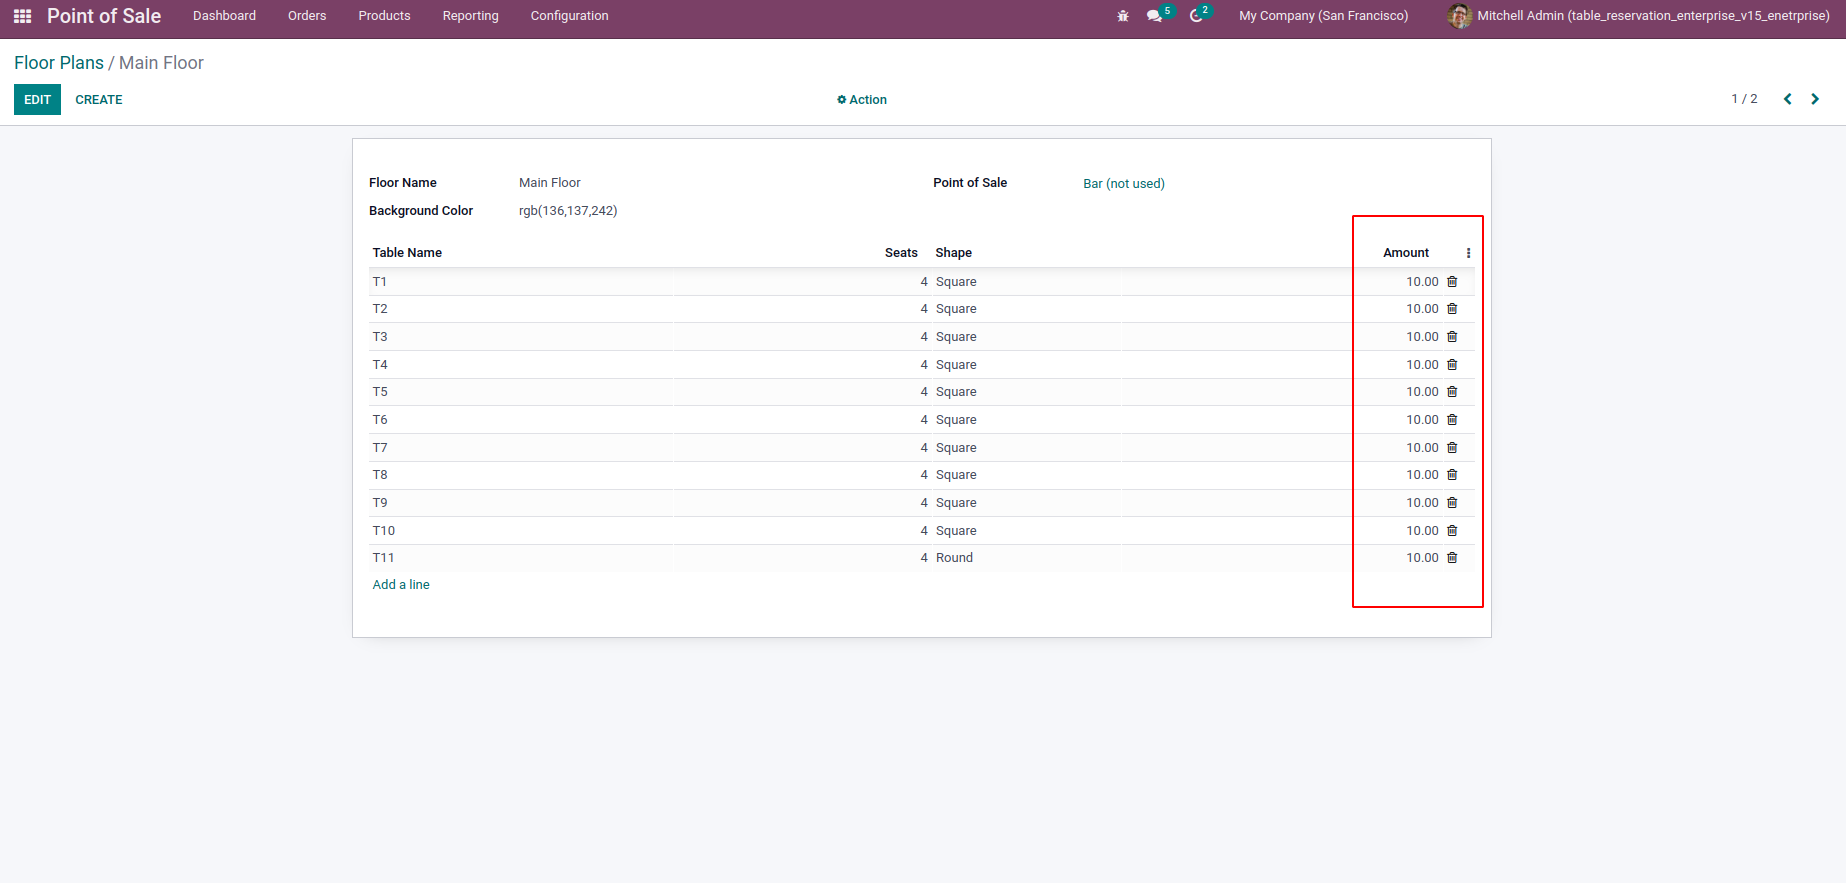 Point of Sale Dashboard Orders Products Reporting Configuration 5 2 My Company (San Francisco) Mitchell Admin (table_reservation_enterprise_v15_enetrprise)
Floor Plans / Main Floor
EDIT CREATE Action 1 / 2
Floor Name Main Floor Point of Sale Bar (not used)
Background Color rgb(136,137,242)
Table Name Seats Shape Amount
T1 4 Square 10.00
T2 4 Square 10.00
T3 4 Square 10.00
T4 4 Square 10.00
T5 4 Square 10.00
T6 4 Square 10.00
T7 4 Square 10.00
T8 4 Square 10.00
T9 4 Square 10.00
T10 4 Square 10.00
T11 4 Round 10.00
Add a line